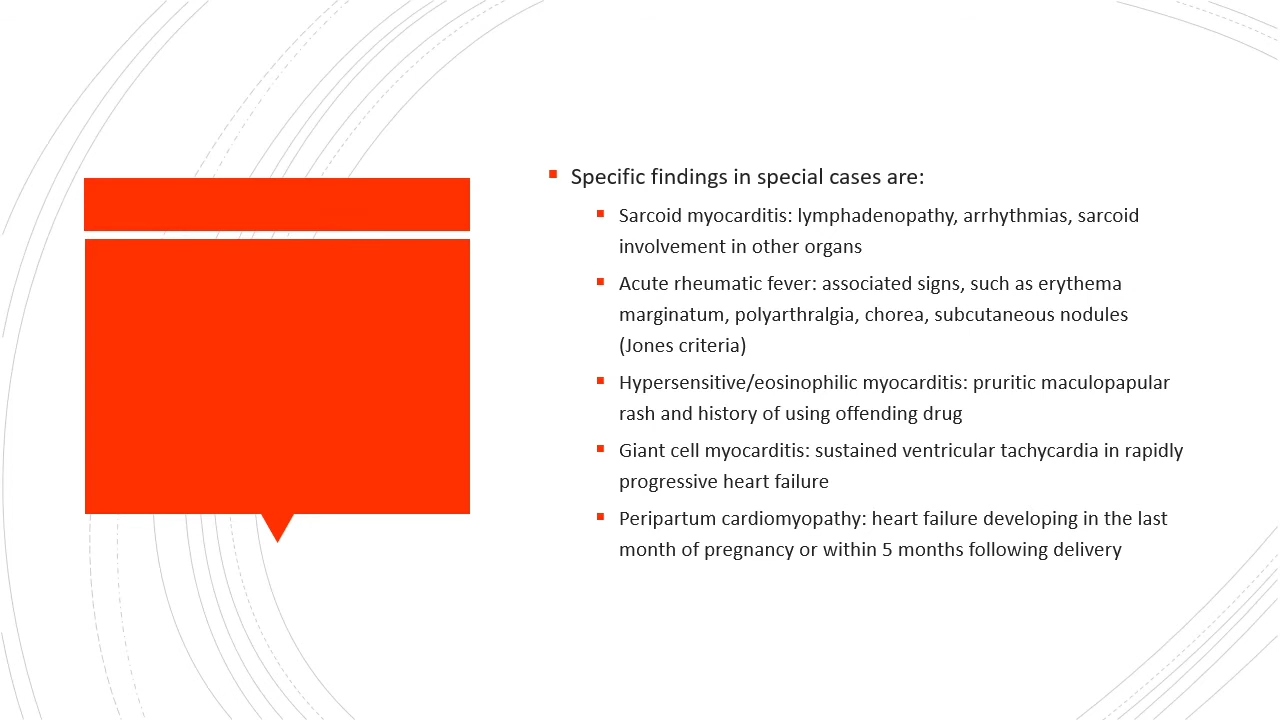 Specific findings in special cases are:
Sarcoid myocarditis: lymphadenopathy, arrhythmias, sarcoid
involvement in other organs
Acute rheumatic fever: associated signs, such as erythema
marginatum, polyarthralgia, chorea, subcutaneous nodules
(Jones criteria)
Hypersensitive/eosinophilic myocarditis: pruritic maculopapular
rash and history of using offending drug
Giant cell myocarditis: sustained ventricular tachycardia in rapidly
progressive heart failure
Peripartum cardiomyopathy: heart failure developing in the last
month of pregnancy or within 5 months following delivery